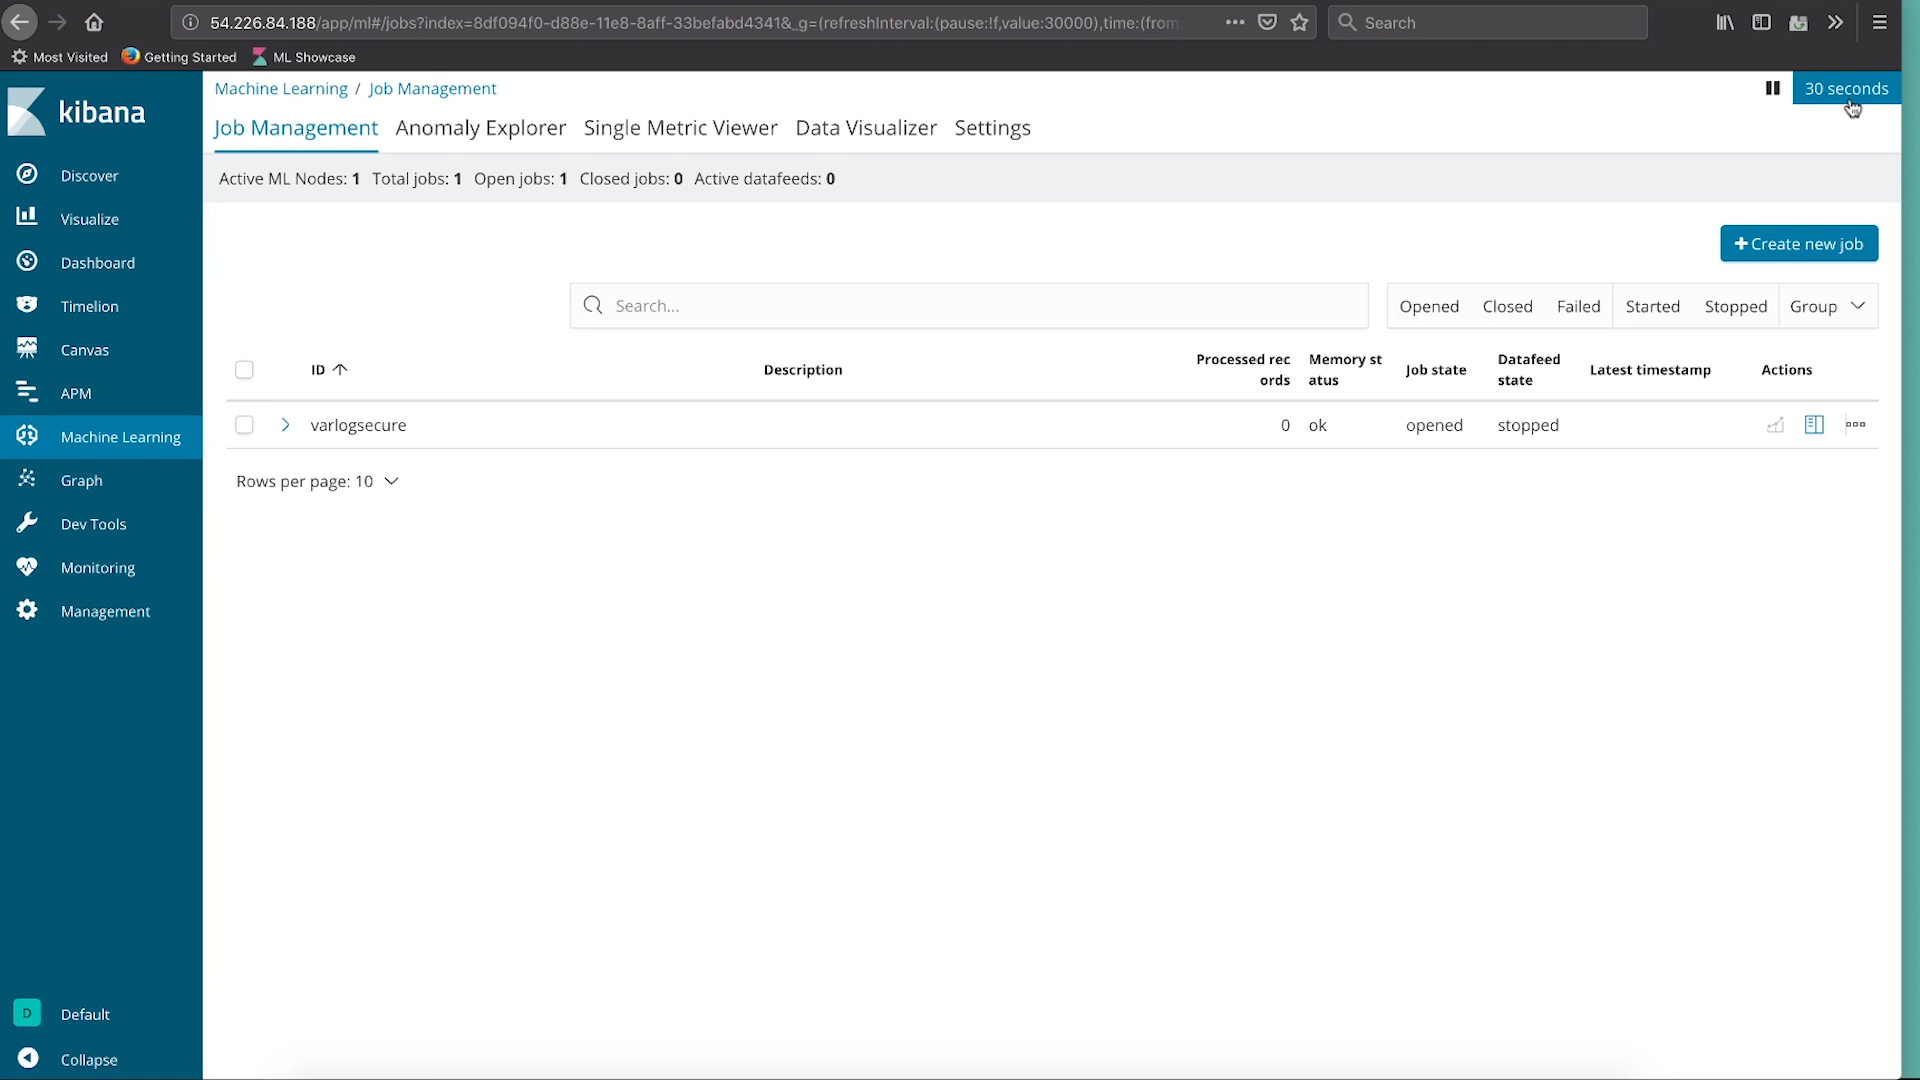 54.226.84.188/app/ml#/jobs?index=8df094f0-d88e-11e8-8aff-33befabd4341&_g=(refreshInterval:(pause:!f,value:30000),time:(from
Search
Most Visited Getting Started ML Showcase
kibana
Discover
Visualize
Dashboard
Timelion
Canvas
APM
Machine Learning
Graph
Dev Tools
Monitoring
Management
D Default
Collapse
Machine Learning / Job Management
30 seconds
Job Management Anomaly Explorer Single Metric Viewer Data Visualizer Settings
Active ML Nodes: 1 Total jobs: 1 Open jobs: 1 Closed jobs: 0 Active datafeeds: 0
+ Create new job
Search...
Opened Closed Failed Started Stopped Group
ID Description Processed rec
ords Memory st
atus Job state Datafeed
state Latest timestamp Actions
varlogsecure 0 ok opened stopped
Rows per page: 10